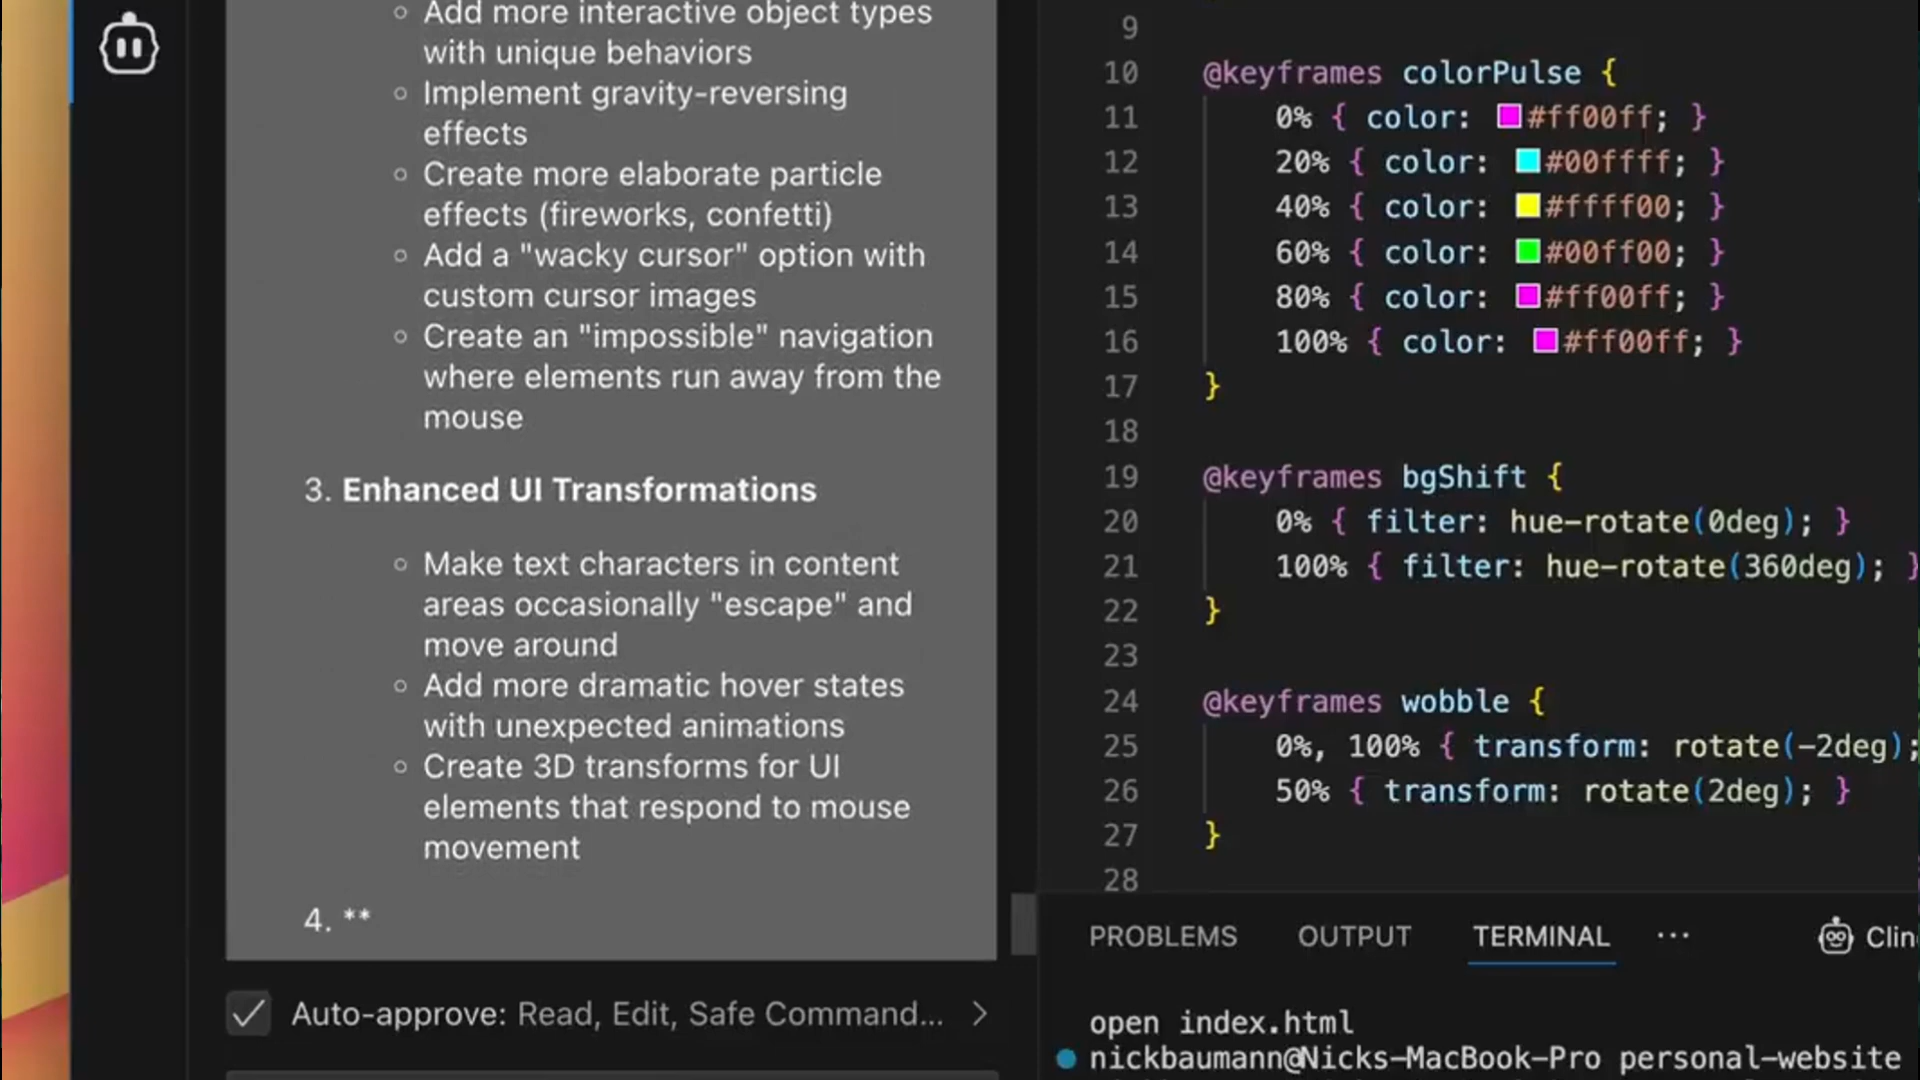 ○ Add more interactive object types
with unique behaviors
○ Implement gravity-reversing
effects
○ Create more elaborate particle
effects (fireworks, confetti)
○ Add a "wacky cursor" option with
custom cursor images
○ Create an "impossible" navigation
where elements run away from the
mouse
3. Enhanced UI Transformations
○ Make text characters in content
areas occasionally "escape" and
move around
○ Add more dramatic hover states
with unexpected animations
○ Create 3D transforms for UI
elements that respond to mouse
movement
4. **
Auto-approve: Read, Edit, Safe Command... >
9
10 @keyframes colorPulse {
11 0% { color: #ff00ff; }
12 20% { color: #00ffff; }
13 40% { color: #ffff00; }
14 60% { color: #00ff00; }
15 80% { color: #ff00ff; }
16 100% { color: #ff00ff; }
17 }
18
19 @keyframes bgShift {
20 0% { filter: hue-rotate(0deg); }
21 100% { filter: hue-rotate(360deg); }
22 }
23
24 @keyframes wobble {
25 0%, 100% { transform: rotate(-2deg);
26 50% { transform: rotate(2deg); }
27 }
28
PROBLEMS OUTPUT TERMINAL ··· Clin
open index.html
nickbaumann@Nicks-MacBook-Pro personal-website